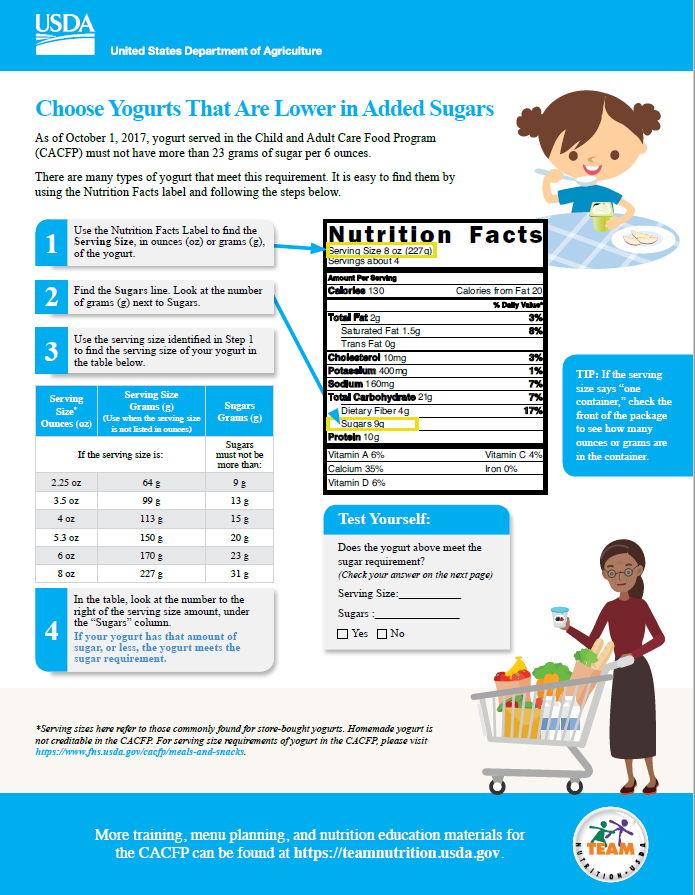 USDA
United States Department of Agriculture
Choose Yogurts That Are Lower in Added Sugars
As of October 1, 2017, yogurt served in the Child and Adult Care Food Program
(CACFP) must not have more than 23 grams of sugar per 6 ounces.
There are many types of yogurt that meet this requirement. It is easy to find them by
using the Nutrition Facts label and following the steps below.
1
Use the Nutrition Facts Label to find the
Serving Size, in ounces (oz) or grams (g),
of the yogurt.
2
Find the Sugars line. Look at the number
of grams (g) next to Sugars.
3
Use the serving size identified in Step 1
to find the serving size of your yogurt in
the table below.
Serving
Size*
Ounces (oz)
Serving Size
Grams (g)
(Use when the serving size
is not listed in ounces)
Sugars
Grams (g)
If the serving size is:
Sugars
must not be
more than:
2.25 oz 64 g 9 g
3.5 oz 99 g 13 g
4 oz 113 g 15 g
5.3 oz 150 g 20 g
6 oz 170 g 23 g
8 oz 227 g 31 g
4
In the table, look at the number to the
right of the serving size amount, under
the “Sugars” column.
If your yogurt has that amount of
sugar, or less, the yogurt meets the
sugar requirement.
Nutrition Facts
Serving Size 8 oz (227g)
Servings about 4
Amount Per Serving
Calories 130 Calories from Fat 20
% Daily Value*
Total Fat 2g 3%
Saturated Fat 1.5g 8%
Trans Fat 0g
Cholesterol 10mg 3%
Potassium 400mg 1%
Sodium 160mg 7%
Total Carbohydrate 21g 7%
Dietary Fiber 4g 17%
Sugars 9g
Protein 10g
Vitamin A 6% Vitamin C 4%
Calcium 35% Iron 0%
Vitamin D 6%
TIP: If the serving
size says “one
container,” check the
front of the package
to see how many
ounces or grams are
in the container.
Test Yourself:
Does the yogurt above meet the
sugar requirement?
(Check your answer on the next page)
Serving Size:____________
Sugars :________________
Yes No
*Serving sizes here refer to those commonly found for store-bought yogurts. Homemade yogurt is
not creditable in the CACFP. For serving size requirements of yogurt in the CACFP, please visit
https://www.fns.usda.gov/cacfp/meals-and-snacks.
More training, menu planning, and nutrition education materials for
the CACFP can be found at https://teamnutrition.usda.gov.
TEAM
NUTRITION • USDA